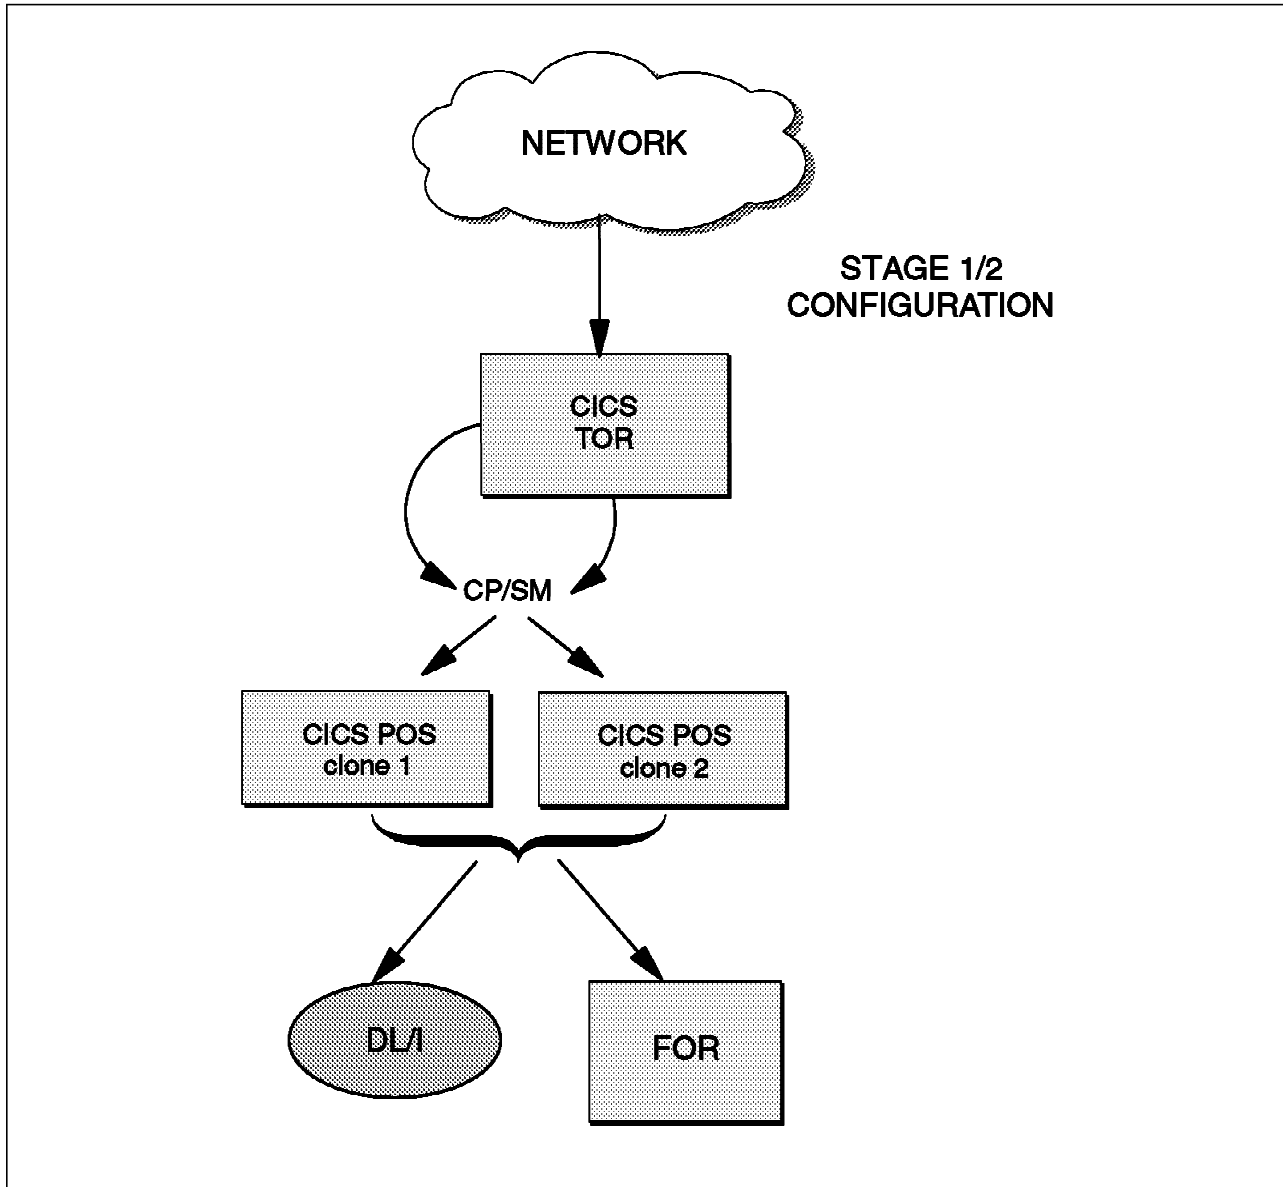 NETWORK
STAGE 1/2
CONFIGURATION
CICS
TOR
CP/SM
CICS POS
clone 1
CICS POS
clone 2
DL/I
FOR